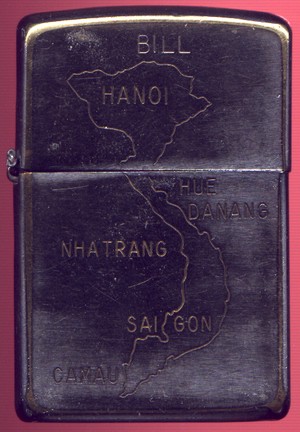 BILL
HANOI
HUE
DANANG
NHATRANG
SAIGON
CAMAU